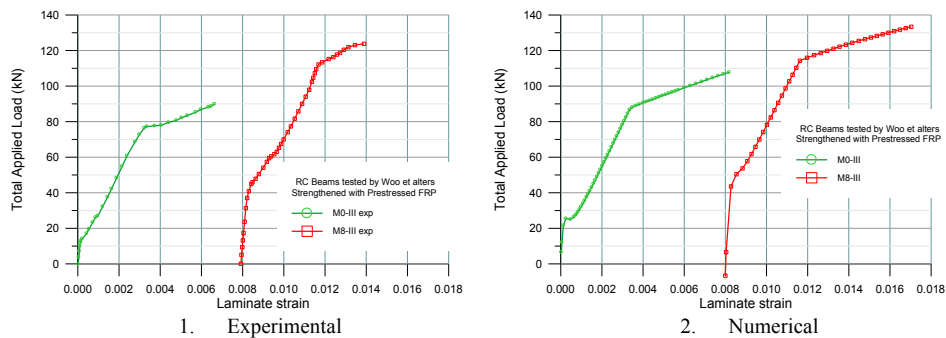 Total Applied Load (kN)
140
120
100
80
60
40
20
0
RC Beams tested by Woo et alters
Strengthened with Prestressed FRP
M0-III exp
M8-III exp
0.000 0.002 0.004 0.006 0.008 0.010 0.012 0.014 0.016 0.018
Laminate strain
1. Experimental
Total Applied Load (kN)
140
120
100
80
60
40
20
0
RC Beams tested by Woo et alters
Strengthened with Prestressed FRP
M0-III
M8-III
0.000 0.002 0.004 0.006 0.008 0.010 0.012 0.014 0.016 0.018
Laminate strain
2. Numerical